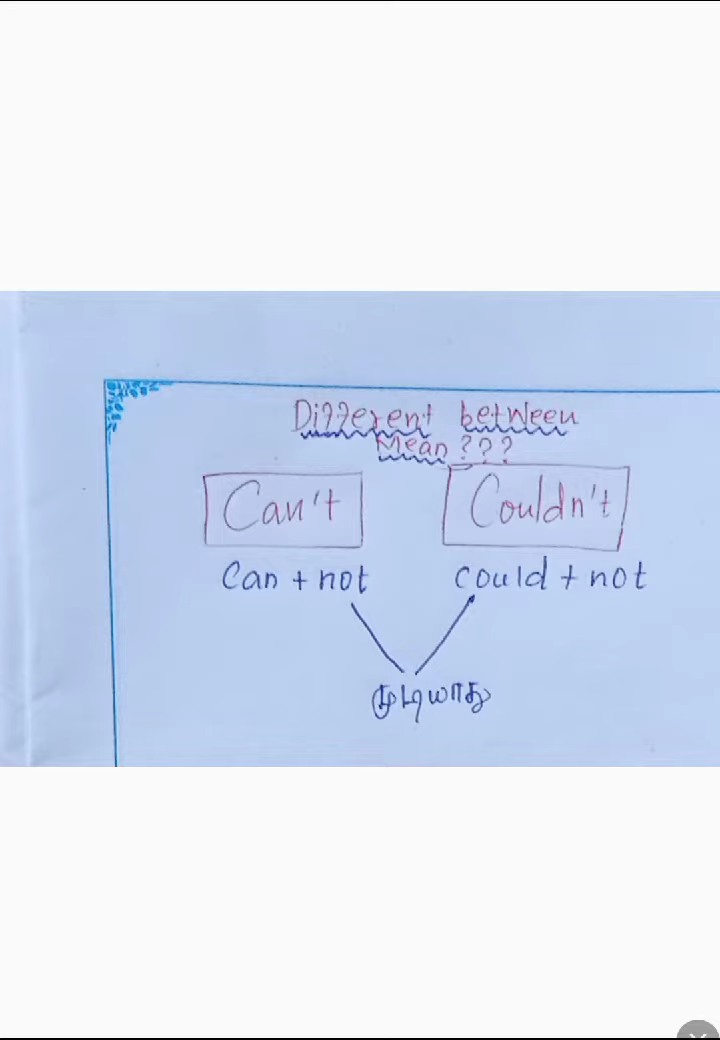 Different between
Mean ???
Can't Couldn't
Can + not could + not
முடியாது